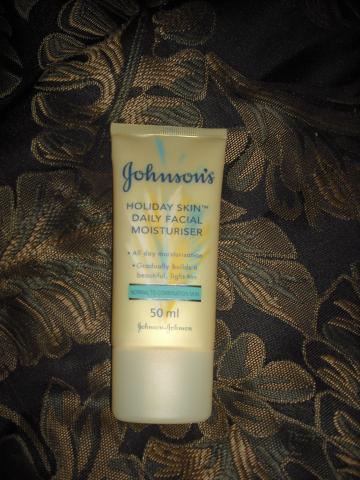 Johnson's
HOLIDAY SKIN™
DAILY FACIAL
MOISTURISER
• All day moisturisation
• Gradually builds a
beautiful, light tan
NORMAL TO COMBINATION SKIN
50 ml
Johnson & Johnson